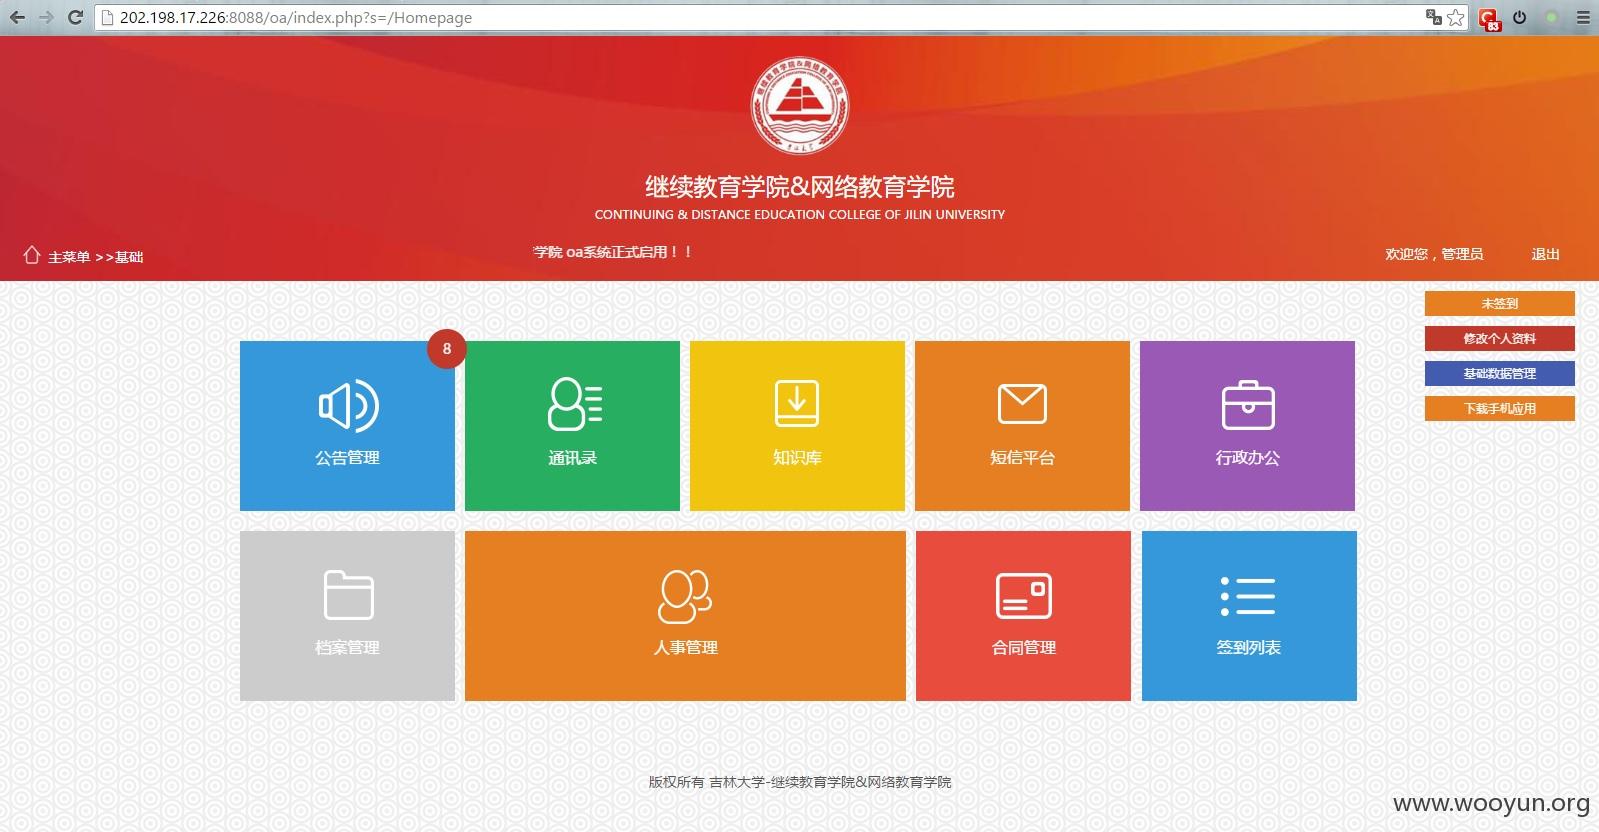 202.198.17.226:8088/oa/index.php?s=/Homepage
83
继续教育学院&网络教育学院
CONTINUING & DISTANCE EDUCATION COLLEGE OF JILIN UNIVERSITY
主菜单 >>基础
学院 oa系统正式启用！！
欢迎您，管理员
退出
未签到
修改个人资料
基础数据管理
下载手机应用
8
公告管理
通讯录
知识库
短信平台
行政办公
档案管理
人事管理
合同管理
签到列表
版权所有 吉林大学-继续教育学院&网络教育学院
www.wooyun.org